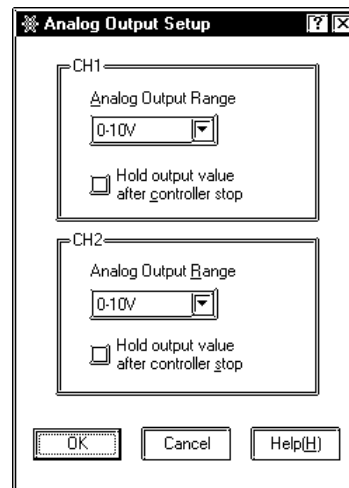 Analog Output Setup
CH1
Analog Output Range
0-10V
Hold output value
after controller stop
CH2
Analog Output Range
0-10V
Hold output value
after controller stop
OK
Cancel
Help(H)